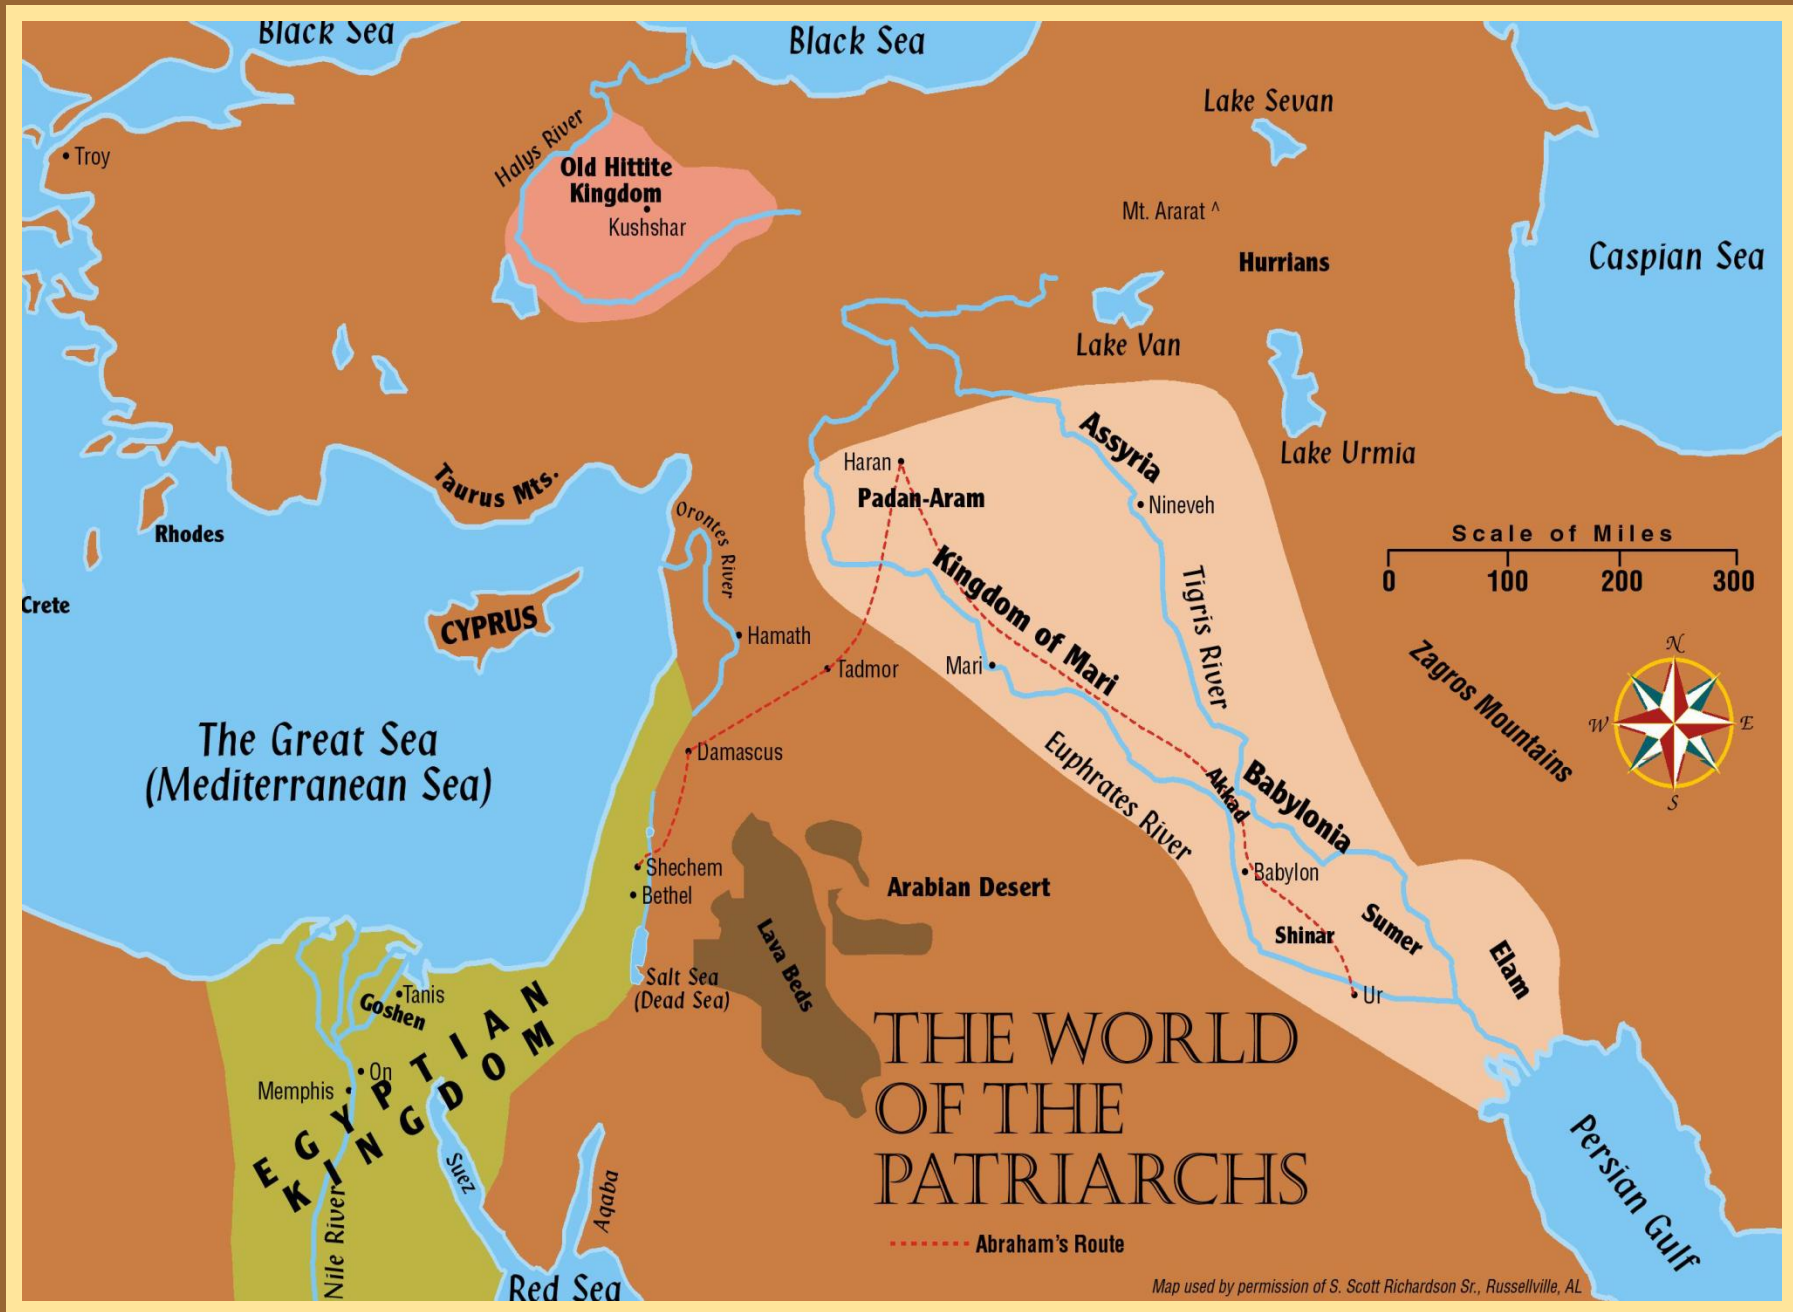 Black Sea
Black Sea
Lake Sevan
Halys River
Troy
Old Hittite
Kingdom
Kushshar
Mt. Ararat ^
Hurrians
Caspian Sea
Lake Van
Assyria
Lake Urmia
Haran
Padan-Aram
Taurus Mts.
Nineveh
Orontes River
Rhodes
Scale of Miles
0 100 200 300
Crete
CYPRUS
Kingdom of Mari
Tigris River
Hamath
Mari
Tadmor
Zagros Mountains
N
W
E
S
The Great Sea
(Mediterranean Sea)
Damascus
Euphrates River
Akkad
Babylonia
Shechem
Bethel
Arabian Desert
Babylon
Lava Beds
Shinar
Sumer
Elam
Salt Sea
(Dead Sea)
Tanis
Goshen
Ur
EGYPTIAN
KINGDOM
On
Memphis
THE WORLD
OF THE
PATRIARCHS
Suez
Aqaba
Nile River
Persian Gulf
Abraham's Route
Red Sea
Map used by permission of S. Scott Richardson Sr., Russellville, AL